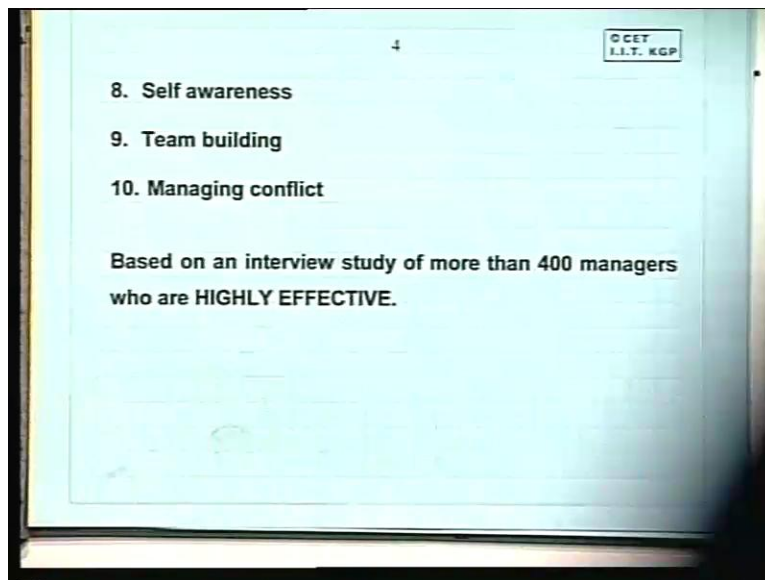 4
© CET
I.I.T. KGP
8. Self awareness
9. Team building
10. Managing conflict
Based on an interview study of more than 400 managers
who are HIGHLY EFFECTIVE.